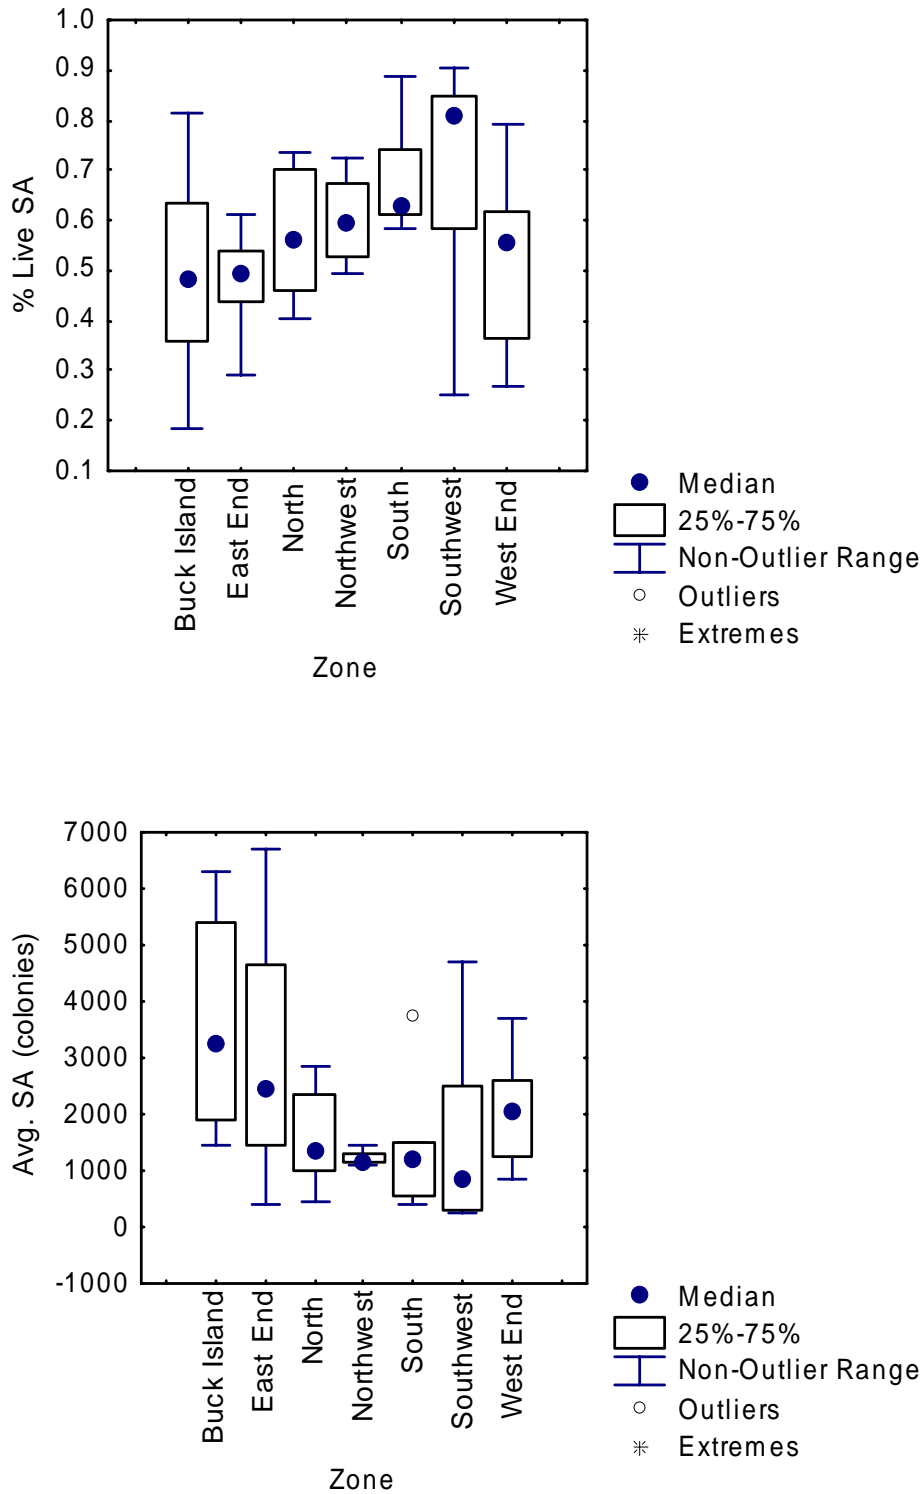 1.0
0.9
0.8
0.7
0.6
0.5
0.4
0.3
0.2
0.1
% Live SA
Buck Island
East End
North
Northwest
South
Southwest
West End
Zone
Median
25%-75%
Non-Outlier Range
Outliers
Extremes
7000
6000
5000
4000
3000
2000
1000
0
-1000
Avg. SA (colonies)
Buck Island
East End
North
Northwest
South
Southwest
West End
Zone
Median
25%-75%
Non-Outlier Range
Outliers
Extremes